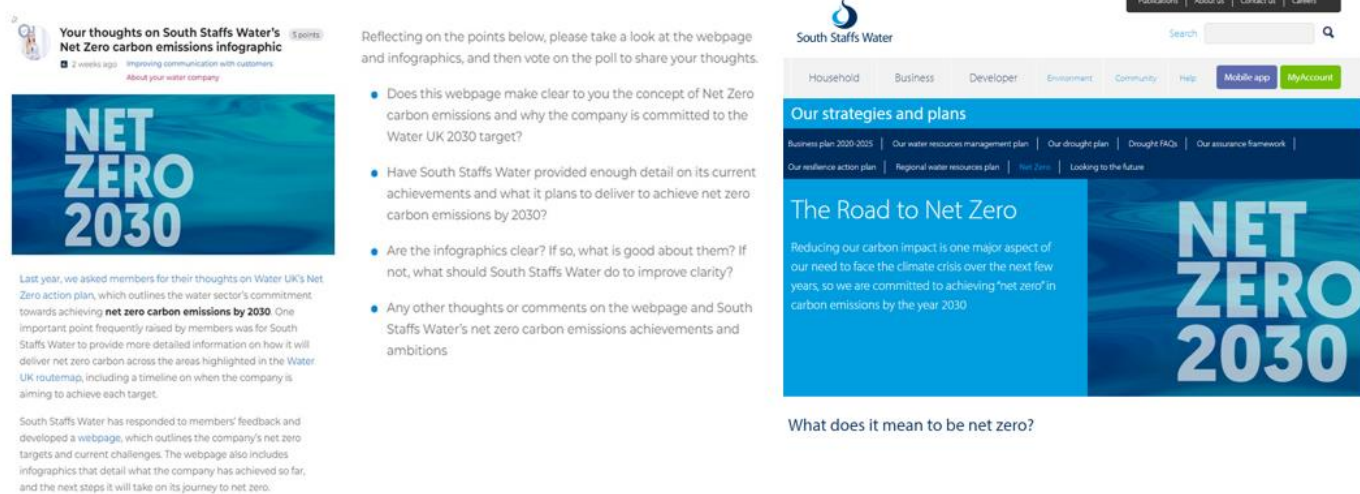 Your thoughts on South Staffs Water's
5 points
Net Zero carbon emissions infographic
2 weeks ago
Improving communication with customers
About your water company
NET
ZERO
2030
Last year, we asked members for their thoughts on Water UK's Net
Zero action plan, which outlines the water sector's commitment
towards achieving net zero carbon emissions by 2030. One
important point frequently raised by members was for South
Staffs Water to provide more detailed information on how it will
deliver net zero carbon across the areas highlighted in the Water
UK routemap, including a timeline on when the company is
aiming to achieve each target.
South Staffs Water has responded to members' feedback and
developed a webpage, which outlines the company's net zero
targets and current challenges. The webpage also includes
infographics that detail what the company has achieved so far,
and the next steps it will take on its journey to net zero.
Reflecting on the points below, please take a look at the webpage
and infographics, and then vote on the poll to share your thoughts.
Does this webpage make clear to you the concept of Net Zero
carbon emissions and why the company is committed to the
Water UK 2030 target?
Have South Staffs Water provided enough detail on its current
achievements and what it plans to deliver to achieve net zero
carbon emissions by 2030?
Are the infographics clear? If so, what is good about them? If
not, what should South Staffs Water do to improve clarity?
Any other thoughts or comments on the webpage and South
Staffs Water's net zero carbon emissions achievements and
ambitions
Publications | About us | Contact us | Careers
South Staffs Water
Search
Household Business Developer Environment Community Help Mobile app MyAccount
Our strategies and plans
Business plan 2020-2025 | Our water resources management plan | Our drought plan | Drought FAQs | Our assurance framework |
Our resilience action plan | Regional water resources plan | Net Zero | Looking to the future
The Road to Net Zero
Reducing our carbon impact is one major aspect of
our need to face the climate crisis over the next few
years, so we are committed to achieving "net zero" in
carbon emissions by the year 2030
NET
ZERO
2030
What does it mean to be net zero?